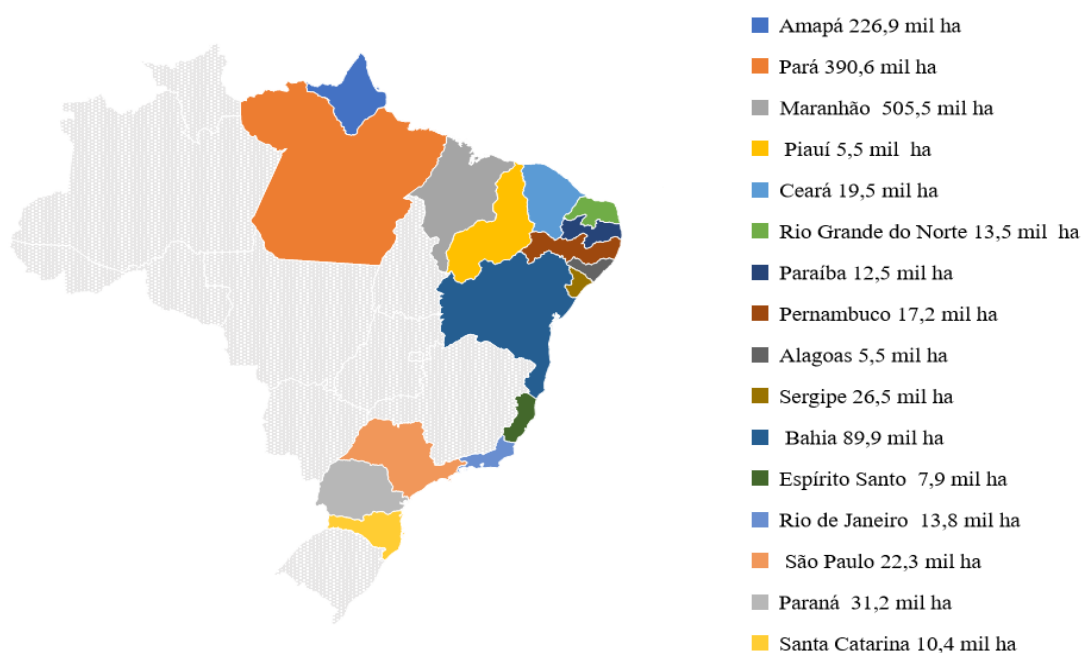 Amapá 226,9 mil ha
Pará 390,6 mil ha
Maranhão 505,5 mil ha
Piauí 5,5 mil ha
Ceará 19,5 mil ha
Rio Grande do Norte 13,5 mil ha
Paraíba 12,5 mil ha
Pernambuco 17,2 mil ha
Alagoas 5,5 mil ha
Sergipe 26,5 mil ha
Bahia 89,9 mil ha
Espírito Santo 7,9 mil ha
Rio de Janeiro 13,8 mil ha
São Paulo 22,3 mil ha
Paraná 31,2 mil ha
Santa Catarina 10,4 mil ha